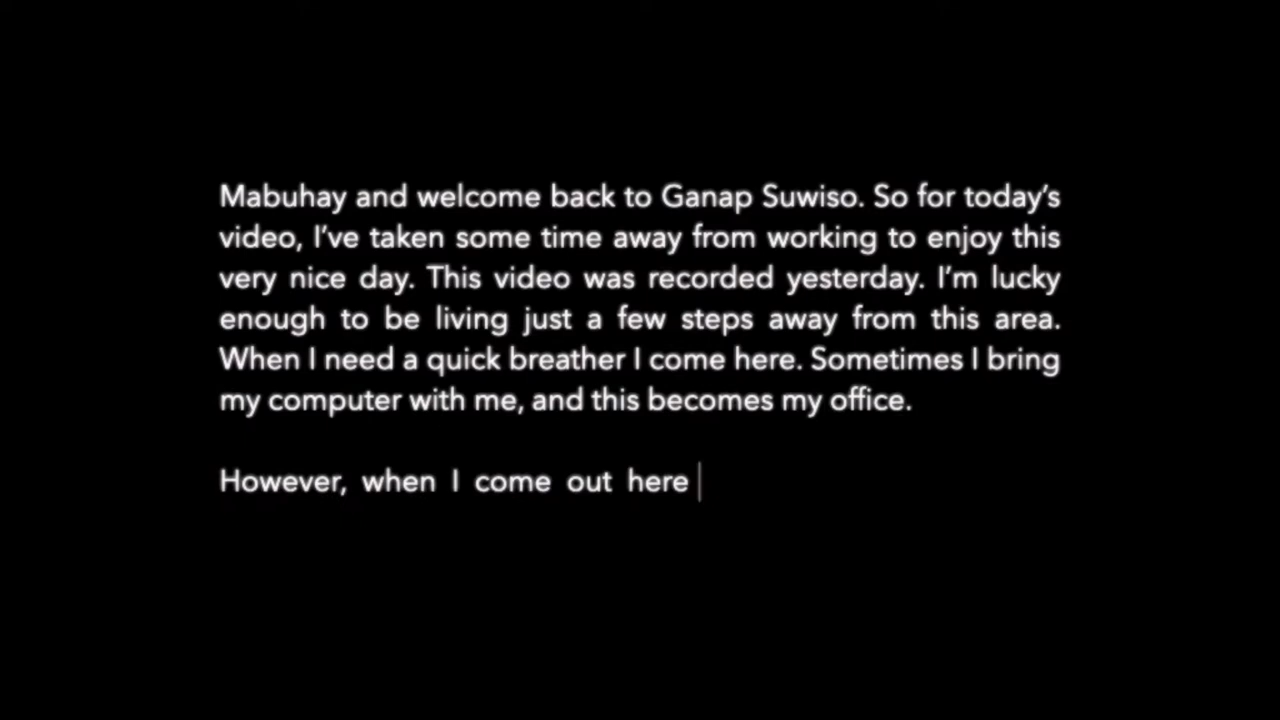 Mabuhay and welcome back to Ganap Suwiso. So for today’s
video, I’ve taken some time away from working to enjoy this
very nice day. This video was recorded yesterday. I’m lucky
enough to be living just a few steps away from this area.
When I need a quick breather I come here. Sometimes I bring
my computer with me, and this becomes my office.
However, when I come out here